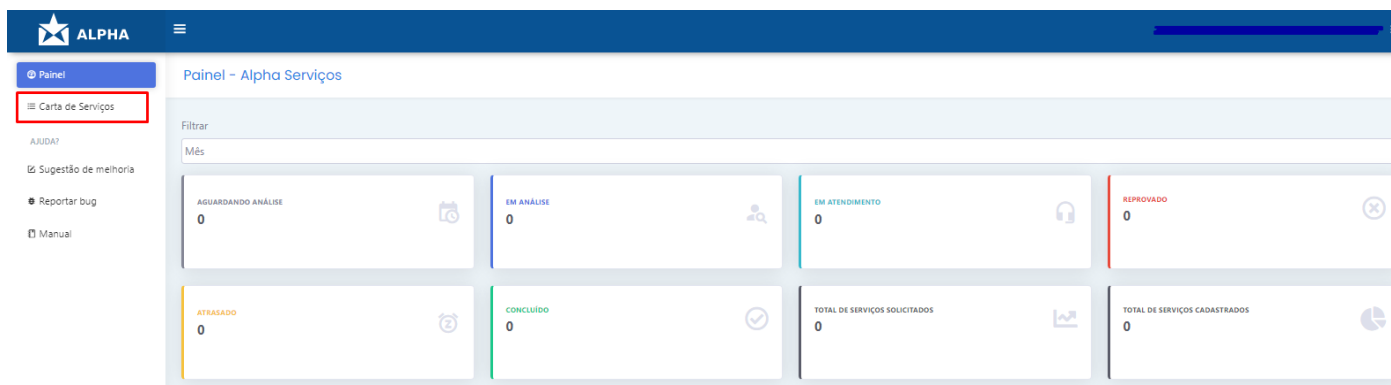 ALPHA
Painel
Carta de Serviços
AJUDA?
Sugestão de melhoria
Reportar bug
Manual
Painel - Alpha Serviços
Filtrar
Mês
AGUARDANDO ANÁLISE
0
EM ANÁLISE
0
EM ATENDIMENTO
0
REPROVADO
0
ATRASADO
0
CONCLUÍDO
0
TOTAL DE SERVIÇOS SOLICITADOS
0
TOTAL DE SERVIÇOS CADASTRADOS
0